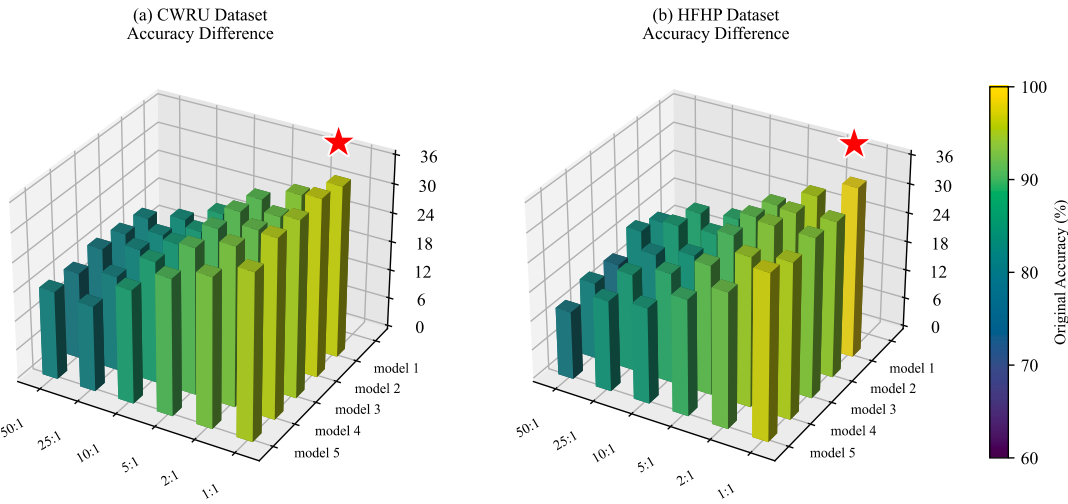 (a) CWRU Dataset
Accuracy Difference
36
30
24
18
12
6
0
model 1
model 2
model 3
model 4
model 5
50:1
25:1
10:1
5:1
2:1
1:1
(b) HFHP Dataset
Accuracy Difference
36
30
24
18
12
6
0
model 1
model 2
model 3
model 4
model 5
50:1
25:1
10:1
5:1
2:1
1:1
100
90
80
70
60
Original Accuracy (%)